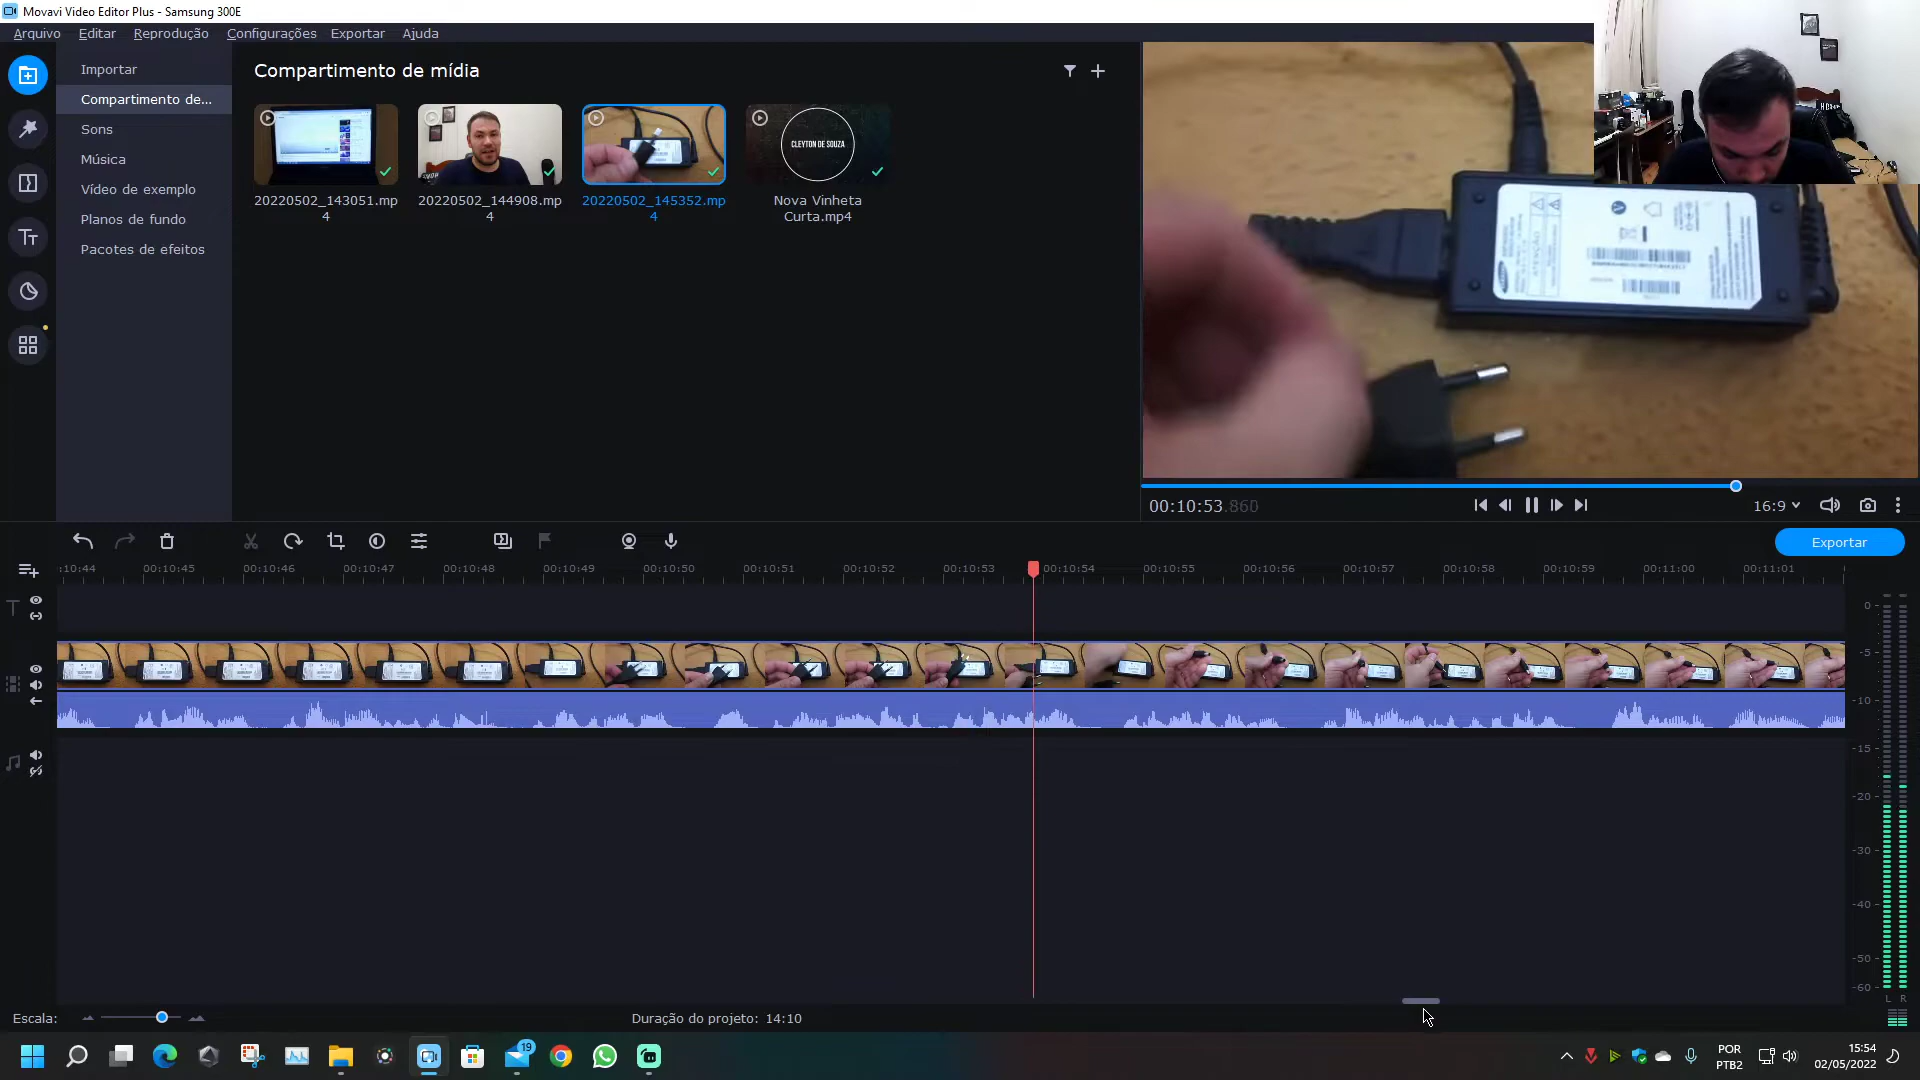 Movavi Video Editor Plus - Samsung 300E
Arquivo Editar Reprodução Configurações Exportar Ajuda
Importar
Compartimento de...
Sons
Música
Vídeo de exemplo
Planos de fundo
Pacotes de efeitos
Compartimento de mídia
20220502_143051.mp
4
20220502_144908.mp
4
20220502_145352.mp
4
CLEYTON DE SOUZA
Nova Vinheta
Curta.mp4
00:10:53.860
16:9
Exportar
:10:44 00:10:45 00:10:46 00:10:47 00:10:48 00:10:49 00:10:50 00:10:51 00:10:52 00:10:53 00:10:54 00:10:55 00:10:56 00:10:57 00:10:58 00:10:59 00:11:00 00:11:01
0
-5
-10
-15
-20
-30
-40
-50
-60
L R
Escala:
Duração do projeto: 14:10
19
POR
PTB2
15:54
02/05/2022